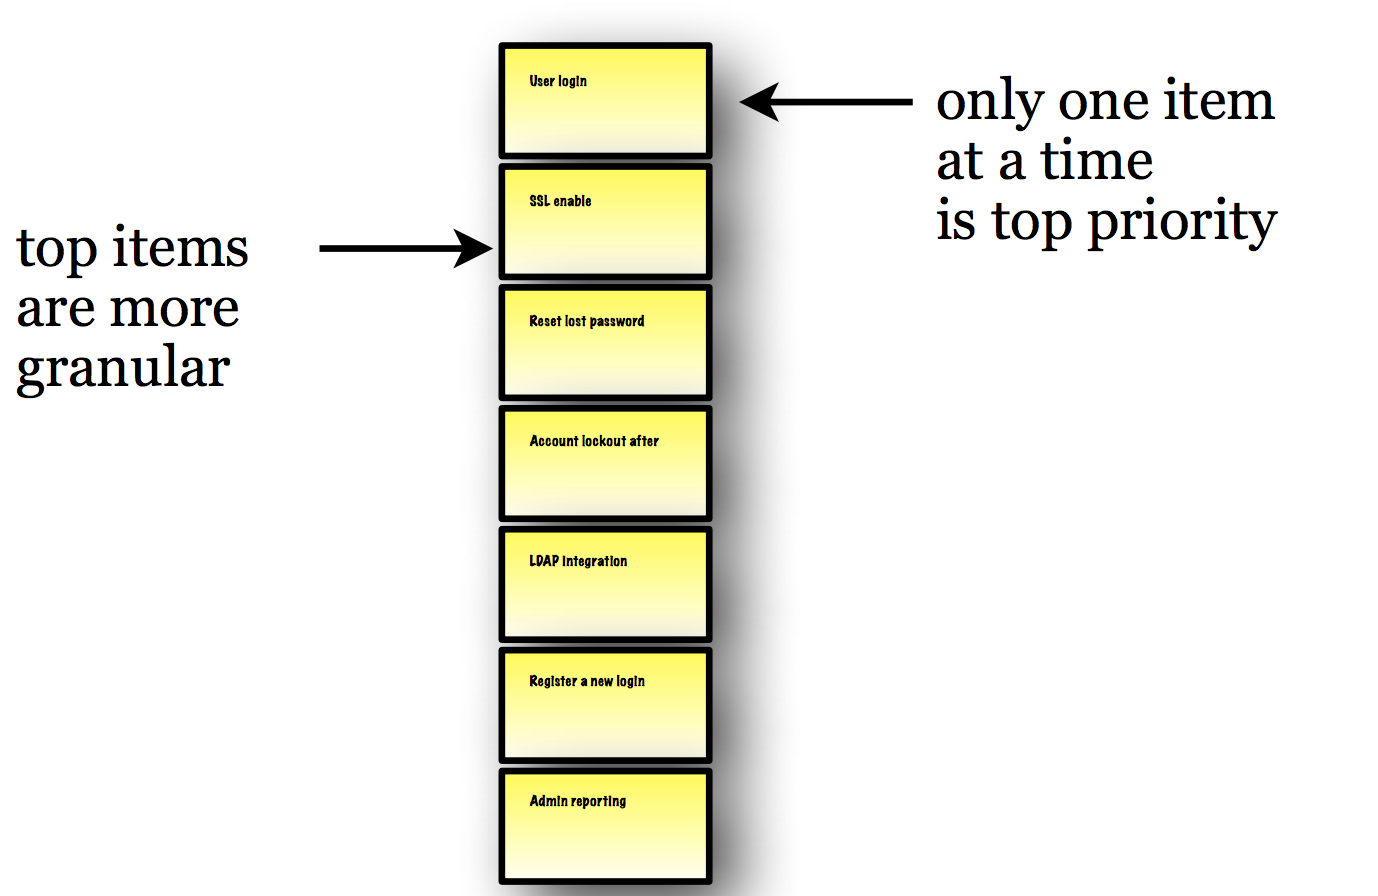 User login
only one item
at a time
is top priority
SSL enable
top items
are more
granular
Reset lost password
Account lockout after
LDAP integration
Register a new login
Admin reporting